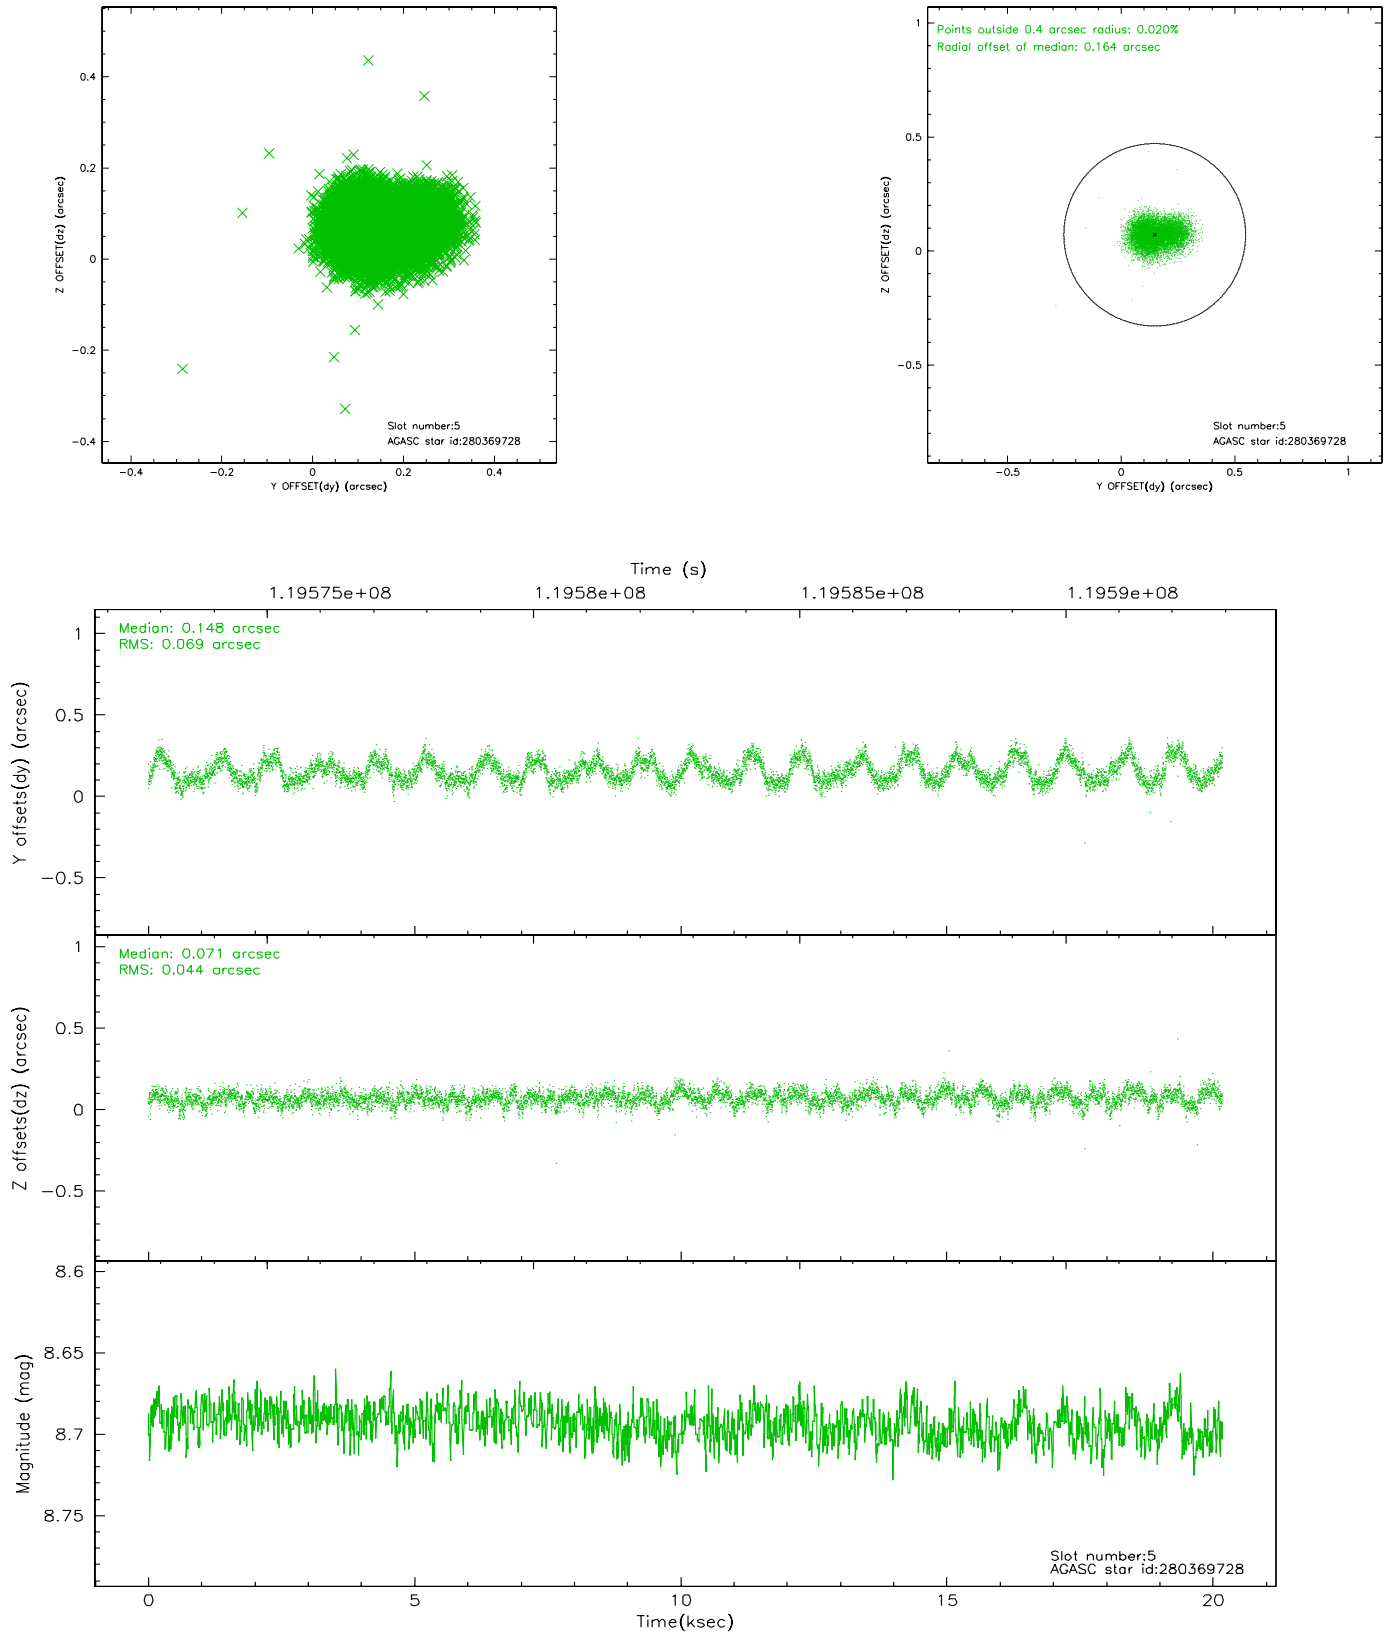 0.4
0.2
0
-0.2
-0.4
Z OFFSET(dz) (arcsec)
-0.4 -0.2 0 0.2 0.4
Y OFFSET(dy) (arcsec)
Slot number:5
AGASC star id:280369728
Points outside 0.4 arcsec radius: 0.020%
Radial offset of median: 0.164 arcsec
1
0.5
0
-0.5
Z OFFSET(dz) (arcsec)
-0.5 0 0.5 1
Y OFFSET(dy) (arcsec)
Slot number:5
AGASC star id:280369728
Time (s)
1.19575e+08 1.1958e+08 1.19585e+08 1.1959e+08
Median: 0.148 arcsec
RMS: 0.069 arcsec
1
0.5
0
-0.5
Y offsets(dy) (arcsec)
Median: 0.071 arcsec
RMS: 0.044 arcsec
1
0.5
0
-0.5
Z offsets(dz) (arcsec)
8.6
8.65
8.7
8.75
Magnitude (mag)
Slot number:5
AGASC star id:280369728
0 5 10 15 20
Time(ksec)